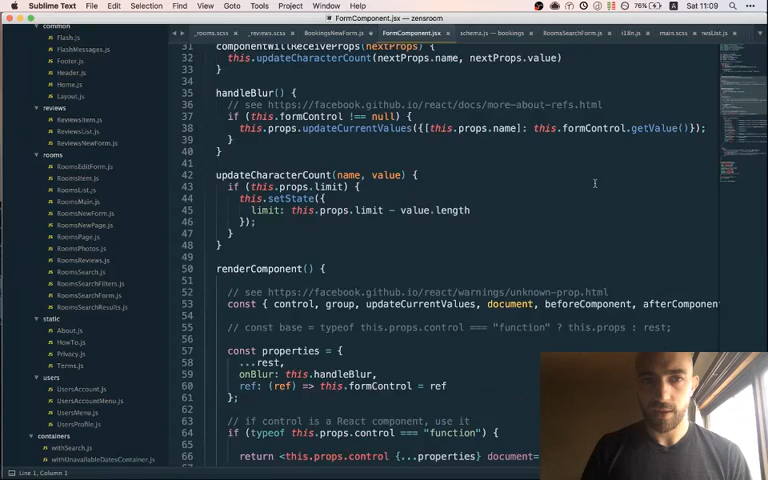 Sublime Text File Edit Selection Find View Goto Tools Project Window Help 76% Sat 11:09
FormComponent.jsx — zensroom
_rooms.scss _reviews.scss BookingsNewForm.js FormComponent.jsx schema.js — bookings RoomsSearchForm.js i18n.js main.scss
common
Flash.js
FlashMessages.js
Footer.js
Header.js
Home.js
Layout.js
reviews
ReviewsItem.js
ReviewsList.js
ReviewsNewForm.js
rooms
RoomsEditForm.js
RoomsItem.js
RoomsList.js
RoomsMain.js
RoomsNewForm.js
RoomsNewPage.js
RoomsPage.js
RoomsPhotos.js
RoomsReviews.js
RoomsSearch.js
RoomsSearchFilters.js
RoomsSearchForm.js
RoomsSearchResults.js
static
About.js
HowTo.js
Privacy.js
Terms.js
users
UsersAccount.js
UsersAccountMenu.js
UsersMenu.js
UsersProfile.js
containers
withSearch.js
withUnavailableDatesContainer.js
31 componentWillReceiveProps(nextProps) {
32 this.updateCharacterCount(nextProps.name, nextProps.value)
33 }
34
35 handleBlur() {
36 // see https://facebook.github.io/react/docs/more-about-refs.html
37 if (this.formControl !== null) {
38 this.props.updateCurrentValues({[this.props.name]: this.formControl.getValue()});
39 }
40 }
41
42 updateCharacterCount(name, value) {
43 if (this.props.limit) {
44 this.setState({
45 limit: this.props.limit - value.length
46 });
47 }
48 }
49
50 renderComponent() {
51
52 // see https://facebook.github.io/react/warnings/unknown-prop.html
53 const { control, group, updateCurrentValues, document, beforeComponent, afterComponen
54
55 // const base = typeof this.props.control === "function" ? this.props : rest;
56
57 const properties = {
58 ...rest,
59 onBlur: this.handleBlur,
60 ref: (ref) => this.formControl = ref
61 };
62
63 // if control is a React component, use it
64 if (typeof this.props.control === "function") {
65
66 return <this.props.control {...properties} document=
Line 1, Column 1